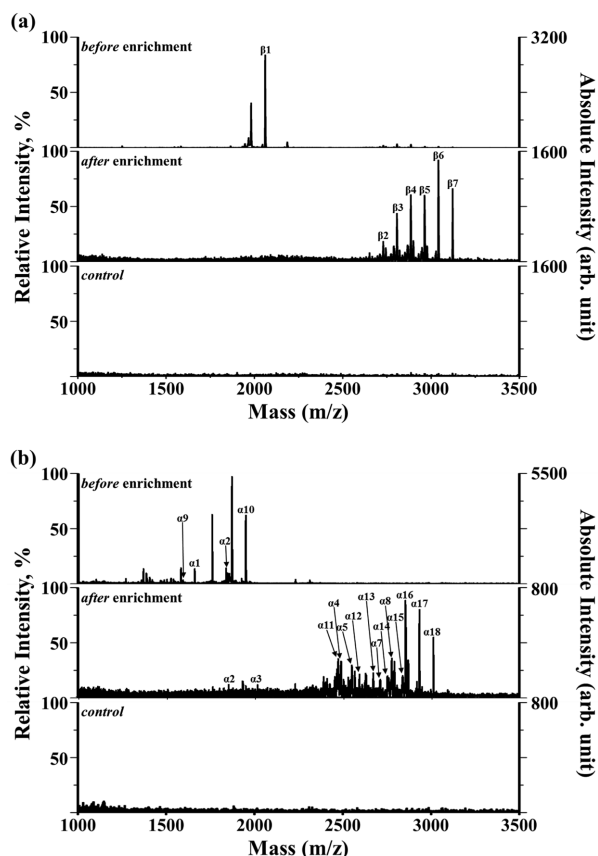 (a)
before enrichment
β1
100
50
3200
after enrichment
β2 β3 β4 β5 β6 β7
100
50
1600
control
100
50
1600
Relative Intensity, %
Absolute Intensity (arb. unit)
1000 1500 2000 2500 3000 3500
Mass (m/z)
(b)
before enrichment
α9 α1 α2 α10
100
50
5500
after enrichment
α2 α3 α11 α4 α5 α12 α13 α7 α14 α8 α15 α16 α17 α18
100
50
800
control
100
50
800
Relative Intensity, %
Absolute Intensity (arb. unit)
1000 1500 2000 2500 3000 3500
Mass (m/z)